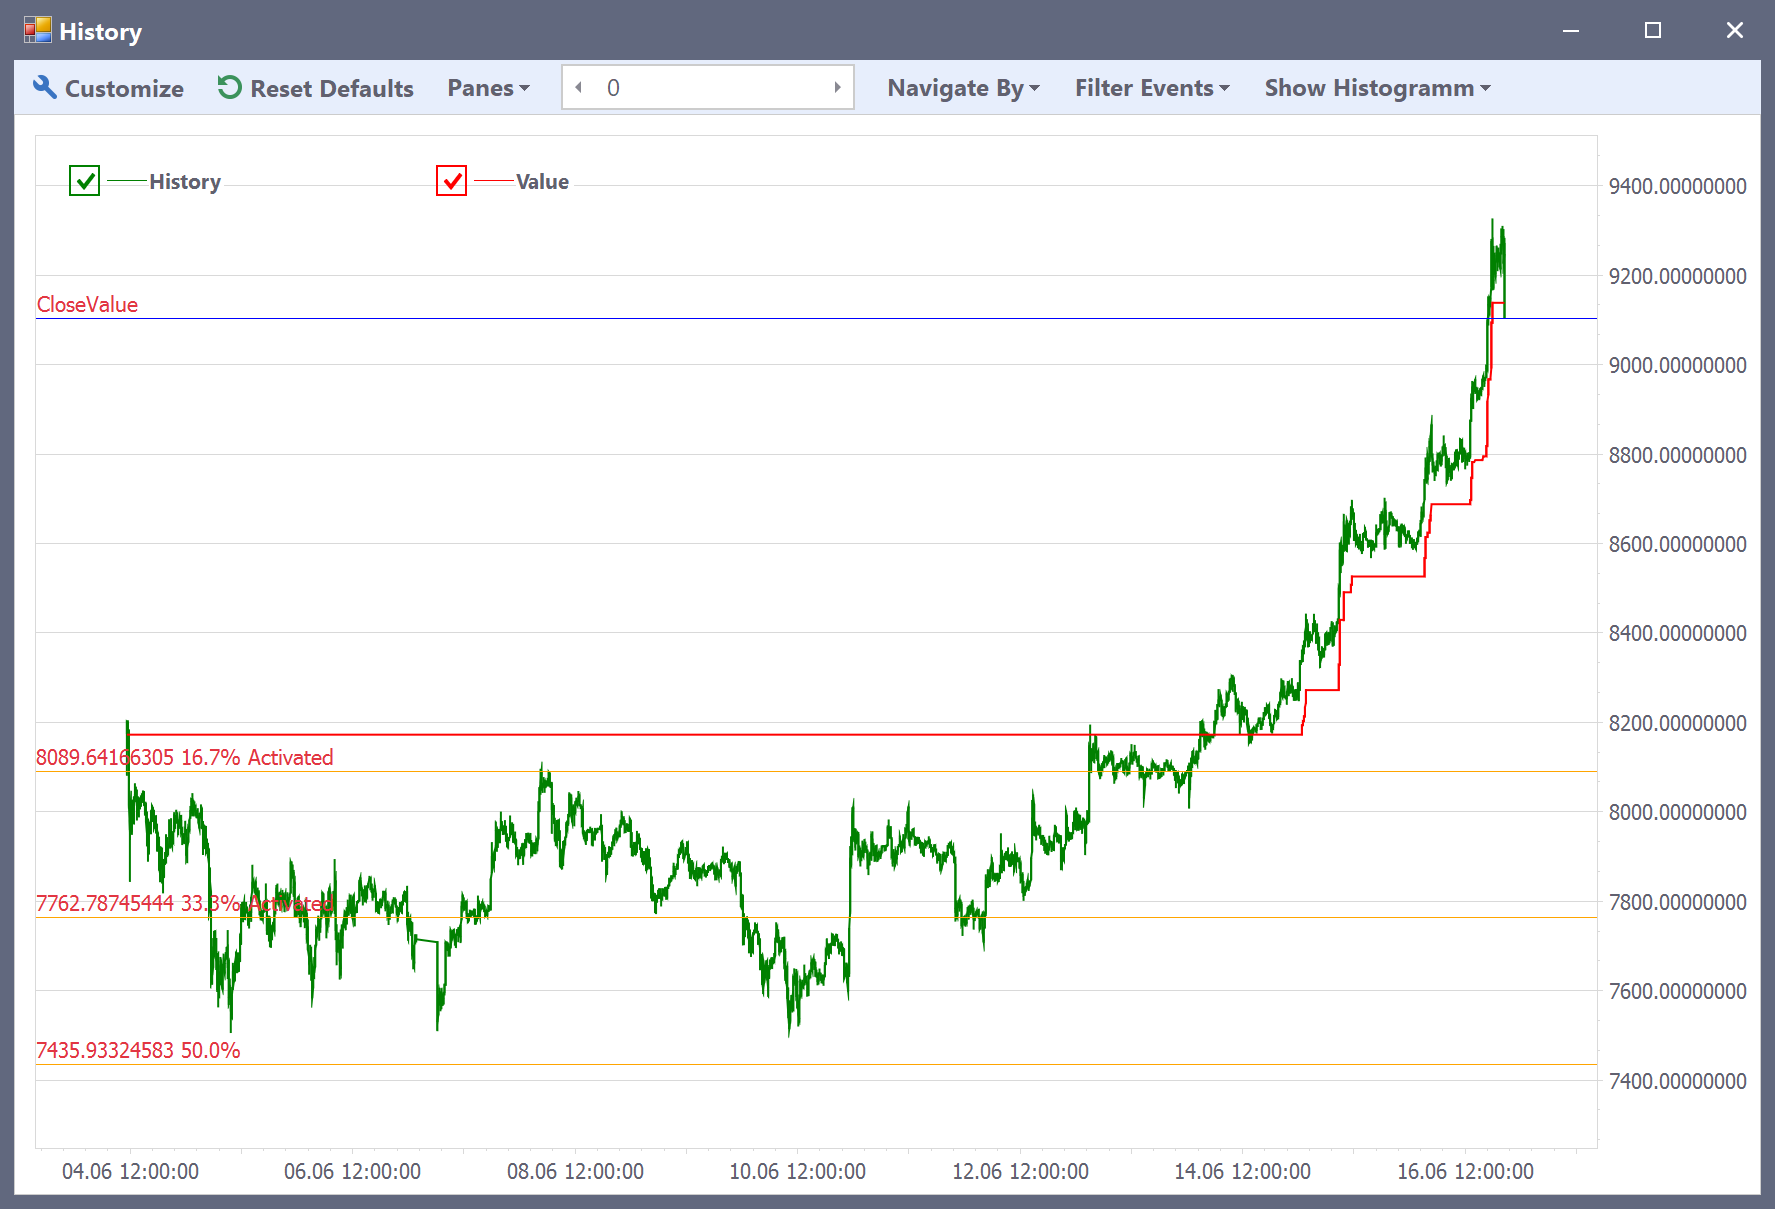 History
Customize
Reset Defaults
Panes
0
Navigate By
Filter Events
Show Histogramm
History
Value
9400.00000000
9200.00000000
CloseValue
9000.00000000
8800.00000000
8600.00000000
8400.00000000
8200.00000000
8089.64166305 16.7% Activated
8000.00000000
7762.78745444 33.3% Activated
7800.00000000
7600.00000000
7435.93324583 50.0%
7400.00000000
04.06 12:00:00
06.06 12:00:00
08.06 12:00:00
10.06 12:00:00
12.06 12:00:00
14.06 12:00:00
16.06 12:00:00